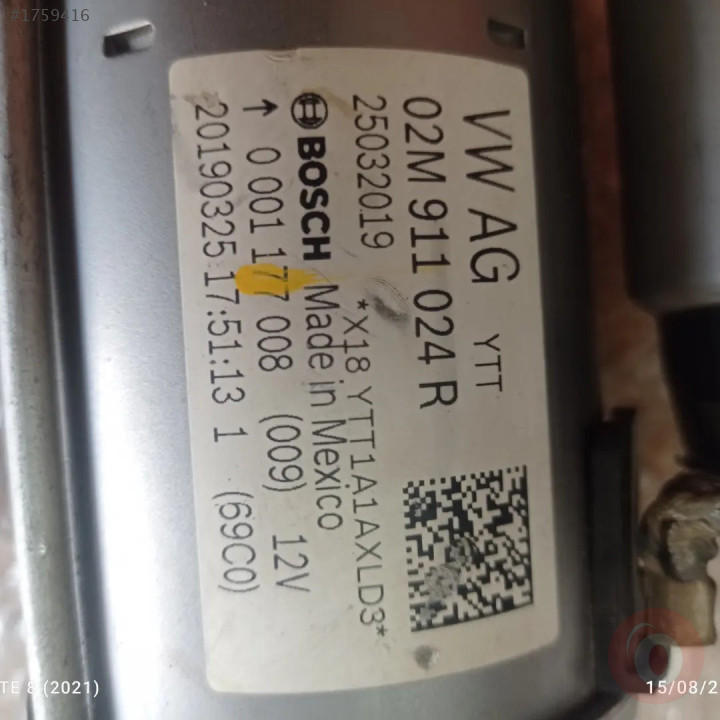 #1759416
VW AG YTT
02M 911 024 R
25032019 *X18 YTT1A1AXLD3*
BOSCH Made in Mexico
↑ 0 001 177 008 (009) 12V
20190325 17:51:13 1 (69C0)
TE 8 (2021)
15/08/2